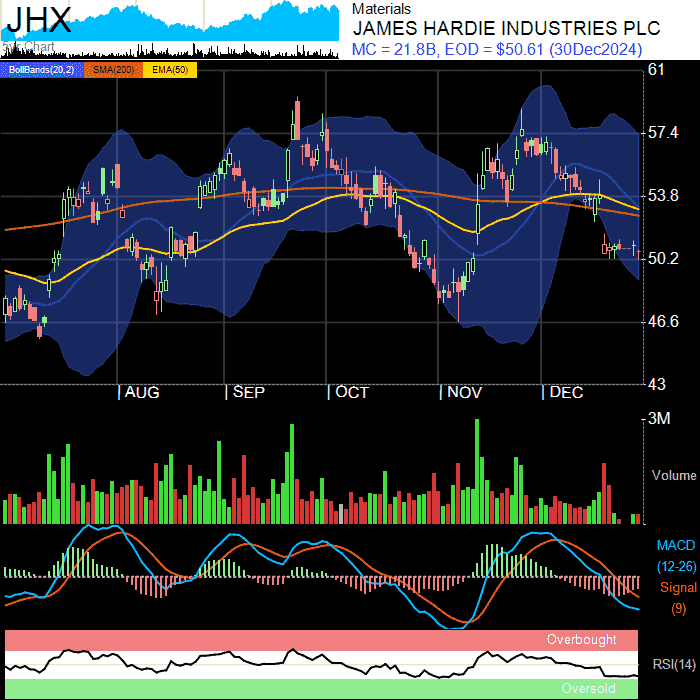 JHX
5yr Chart
Materials
JAMES HARDIE INDUSTRIES PLC
MC = 21.8B, EOD = $50.61 (30Dec2024)
BollBands(20,2) SMA(200) EMA(50)
61
57.4
53.8
50.2
46.6
43
AUG SEP OCT NOV DEC
3M
Volume
MACD
(12-26)
Signal
(9)
Overbought
RSI(14)
Oversold